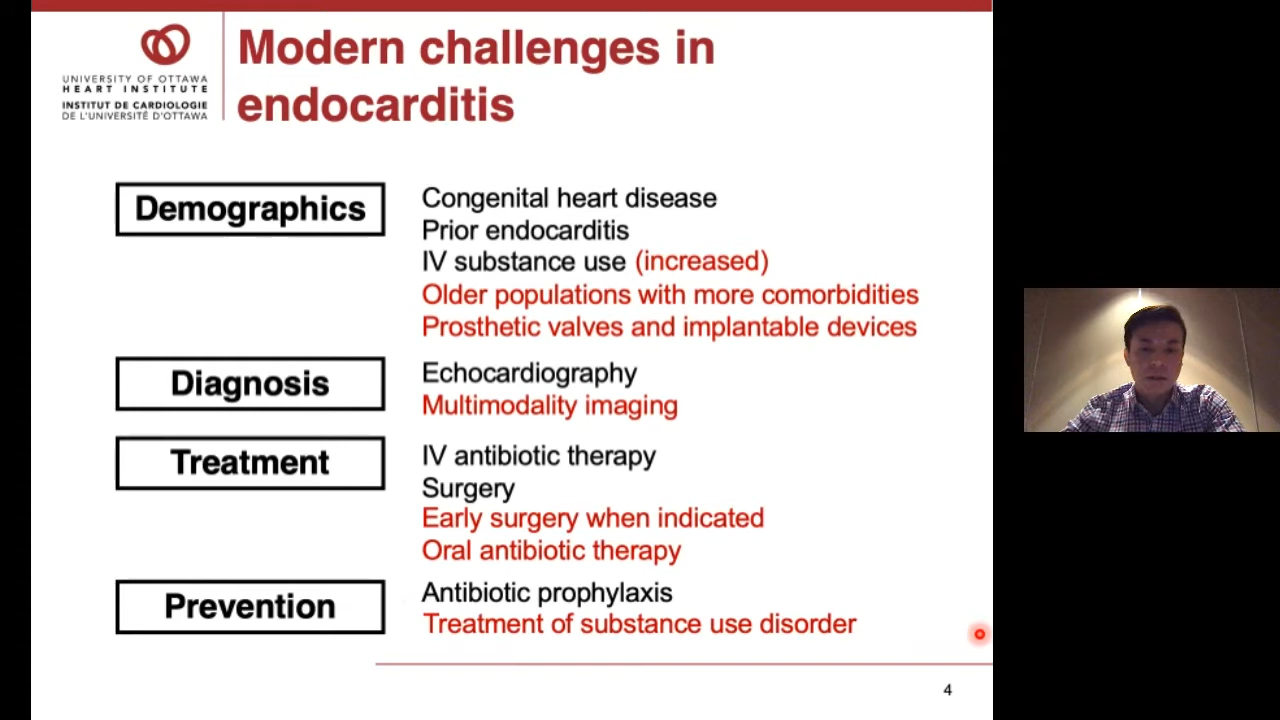 UNIVERSITY OF OTTAWA
HEART INSTITUTE
INSTITUT DE CARDIOLOGIE
DE L'UNIVERSITÉ D'OTTAWA
Modern challenges in
endocarditis
Demographics
Congenital heart disease
Prior endocarditis
IV substance use (increased)
Older populations with more comorbidities
Prosthetic valves and implantable devices
Diagnosis
Echocardiography
Multimodality imaging
Treatment
IV antibiotic therapy
Surgery
Early surgery when indicated
Oral antibiotic therapy
Prevention
Antibiotic prophylaxis
Treatment of substance use disorder
4